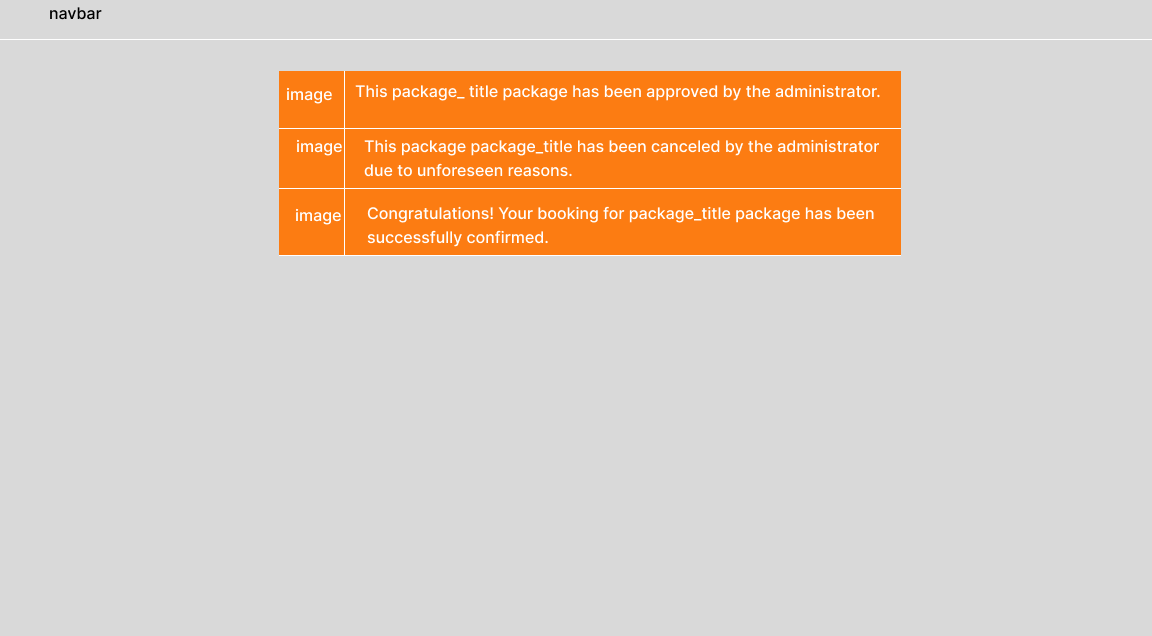 navbar
image
This package_ title package has been approved by the administrator.
image
This package package_title has been canceled by the administrator
due to unforeseen reasons.
image
Congratulations! Your booking for package_title package has been
successfully confirmed.